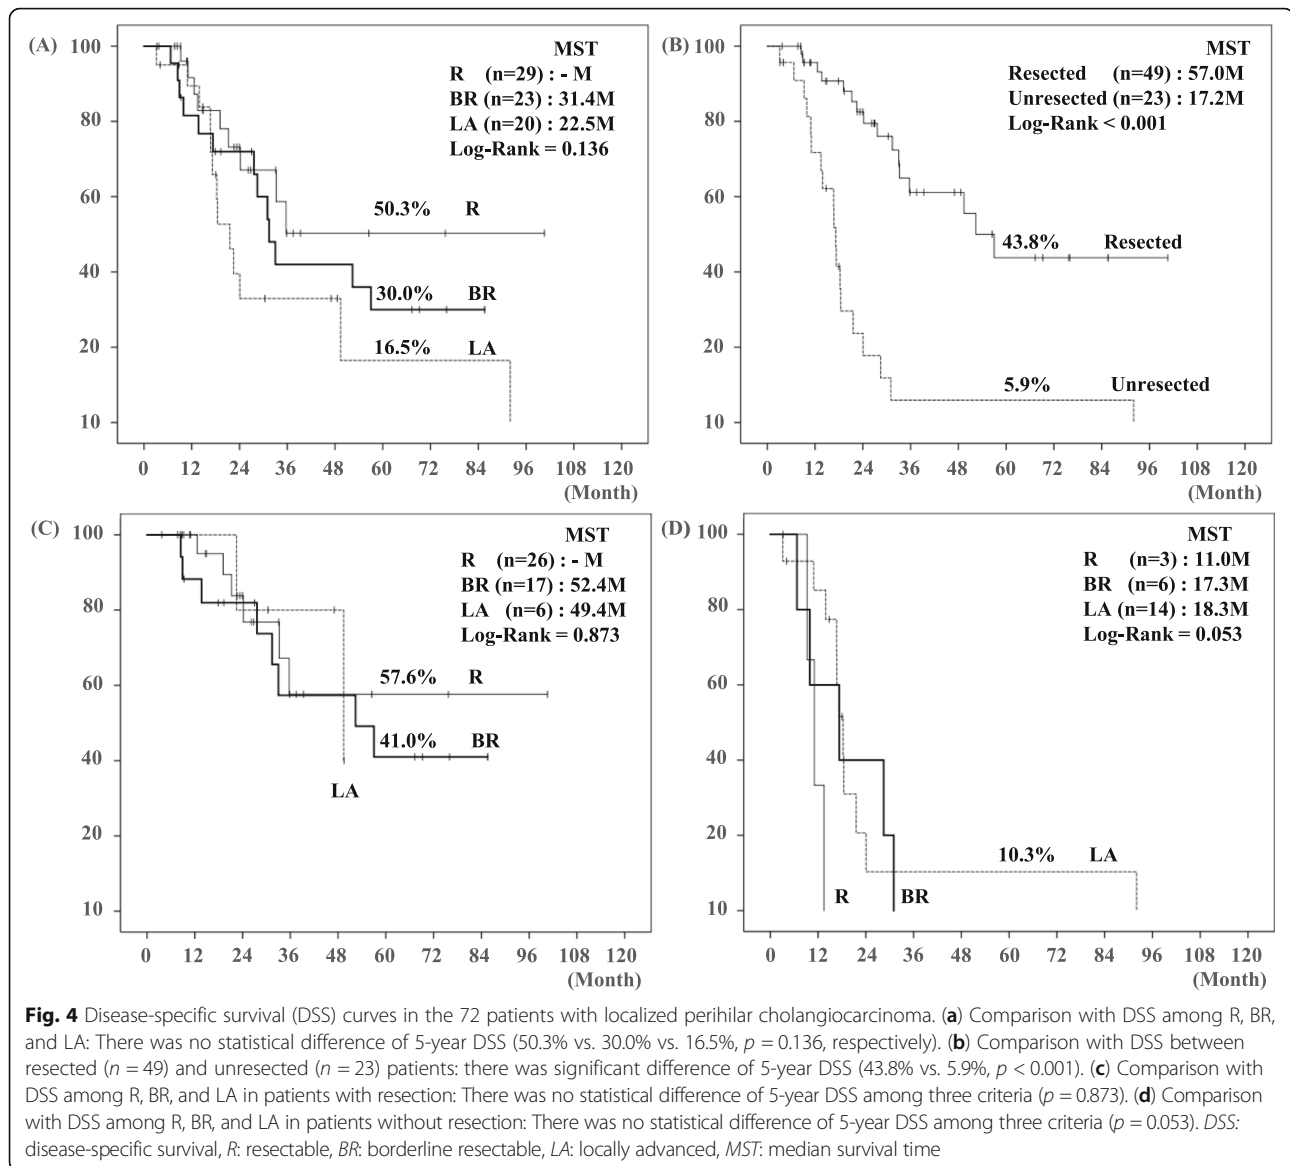 (A)
MST
R (n=29) : - M
BR (n=23) : 31.4M
LA (n=20) : 22.5M
Log-Rank = 0.136
100
80
60
40
20
10
50.3% R
30.0% BR
16.5% LA
0 12 24 36 48 60 72 84 96 108 120
(Month)
(B)
MST
Resected (n=49) : 57.0M
Unresected (n=23) : 17.2M
Log-Rank < 0.001
100
80
60
40
20
10
43.8% Resected
5.9% Unresected
0 12 24 36 48 60 72 84 96 108 120
(Month)
(C)
MST
R (n=26) : - M
BR (n=17) : 52.4M
LA (n=6) : 49.4M
Log-Rank = 0.873
100
80
60
40
20
10
57.6% R
41.0% BR
LA
0 12 24 36 48 60 72 84 96 108 120
(Month)
(D)
MST
R (n=3) : 11.0M
BR (n=6) : 17.3M
LA (n=14) : 18.3M
Log-Rank = 0.053
100
80
60
40
20
10
10.3% LA
R BR
0 12 24 36 48 60 72 84 96 108 120
(Month)
Fig. 4 Disease-specific survival (DSS) curves in the 72 patients with localized perihilar cholangiocarcinoma. (a) Comparison with DSS among R, BR,
and LA: There was no statistical difference of 5-year DSS (50.3% vs. 30.0% vs. 16.5%, p = 0.136, respectively). (b) Comparison with DSS between
resected (n = 49) and unresected (n = 23) patients: there was significant difference of 5-year DSS (43.8% vs. 5.9%, p < 0.001). (c) Comparison with
DSS among R, BR, and LA in patients with resection: There was no statistical difference of 5-year DSS among three criteria (p = 0.873). (d) Comparison
with DSS among R, BR, and LA in patients without resection: There was no statistical difference of 5-year DSS among three criteria (p = 0.053). DSS:
disease-specific survival, R: resectable, BR: borderline resectable, LA: locally advanced, MST: median survival time